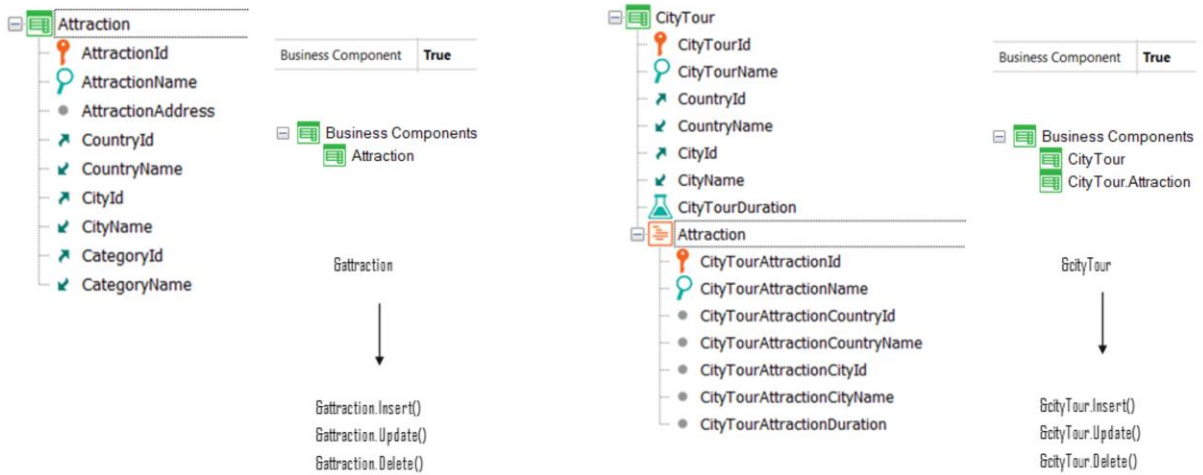 Attraction
AttractionId
AttractionName
AttractionAddress
CountryId
CountryName
CityId
CityName
CategoryId
CategoryName
Business Component True
Business Components
Attraction
&attraction
&attraction.Insert()
&attraction.Update()
&attraction.Delete()
CityTour
CityTourId
CityTourName
CountryId
CountryName
CityId
CityName
CityTourDuration
Attraction
CityTourAttractionId
CityTourAttractionName
CityTourAttractionCountryId
CityTourAttractionCountryName
CityTourAttractionCityId
CityTourAttractionCityName
CityTourAttractionDuration
Business Component True
Business Components
CityTour
CityTour.Attraction
&cityTour
&cityTour.Insert()
&cityTour.Update()
&cityTour.Delete()